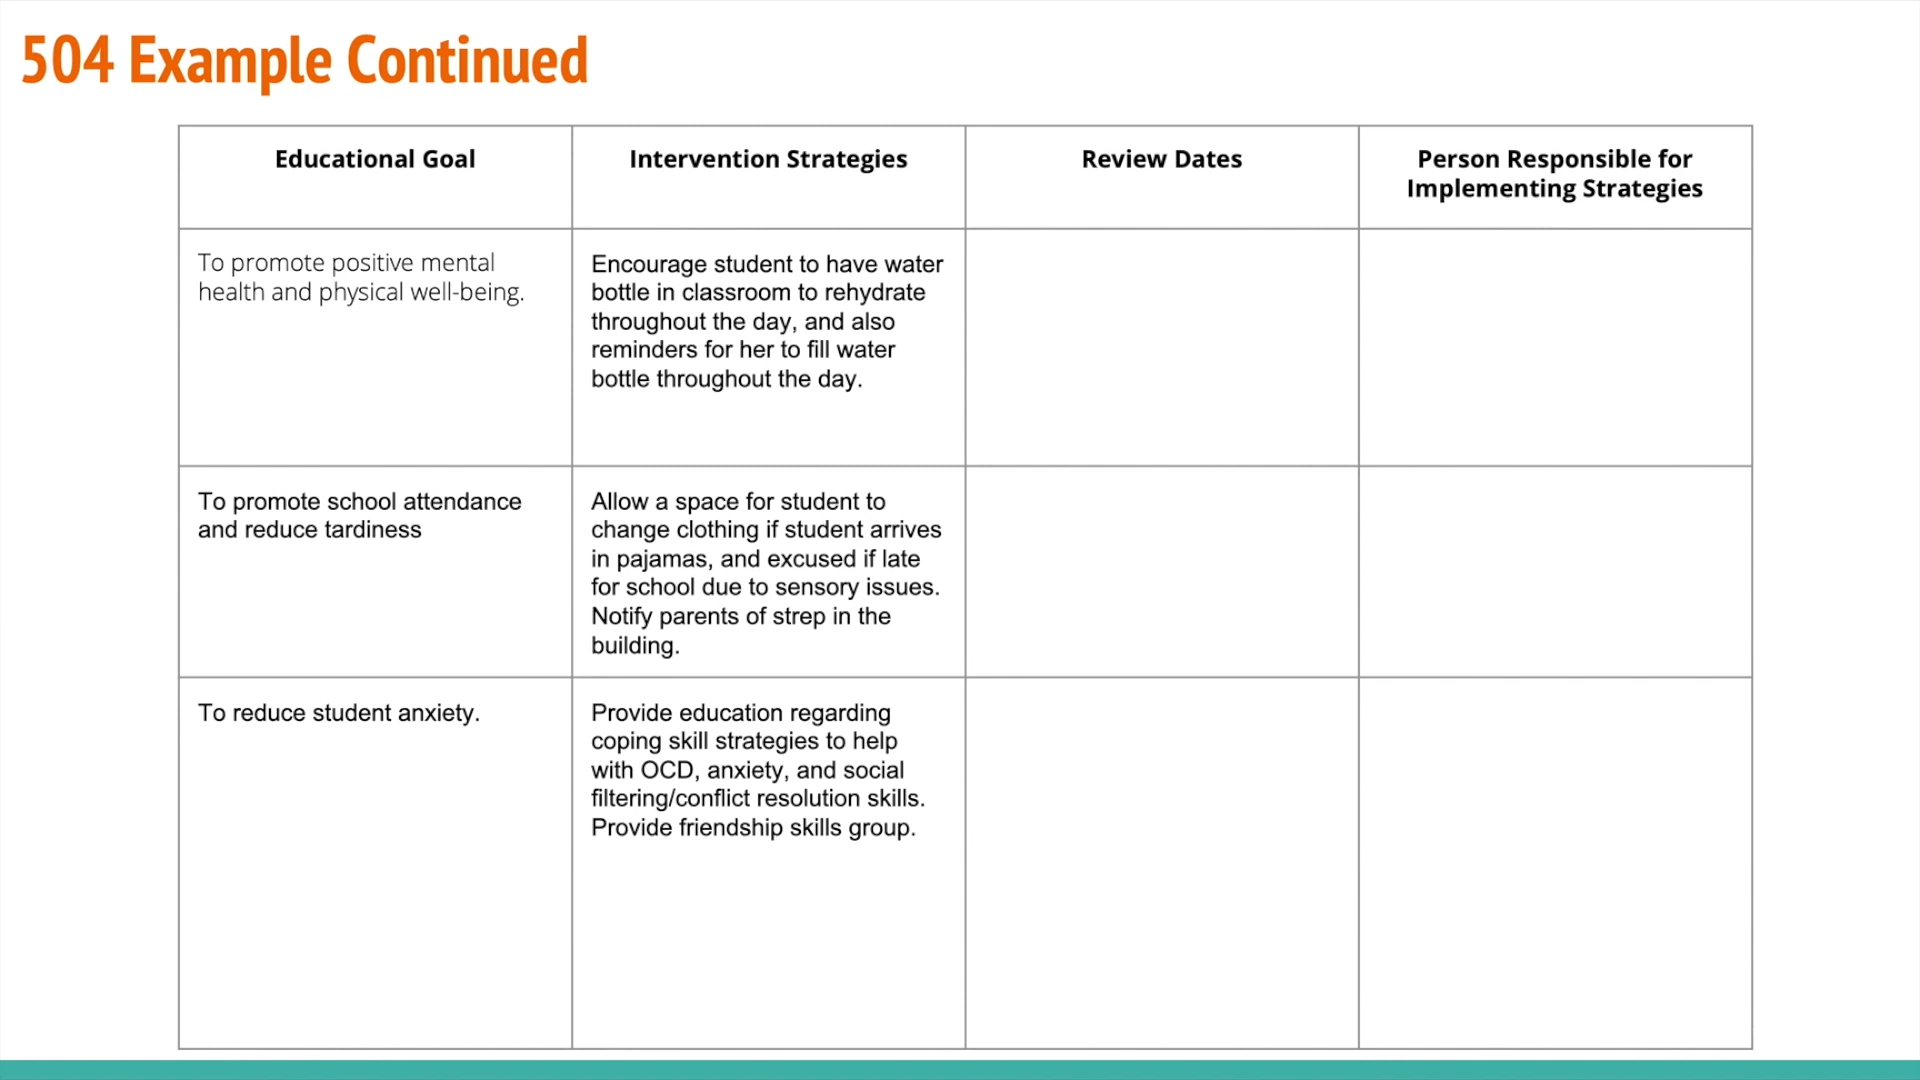 504 Example Continued
Educational Goal
Intervention Strategies
Review Dates
Person Responsible for
Implementing Strategies
To promote positive mental
health and physical well-being.
Encourage student to have water
bottle in classroom to rehydrate
throughout the day, and also
reminders for her to fill water
bottle throughout the day.
To promote school attendance
and reduce tardiness
Allow a space for student to
change clothing if student arrives
in pajamas, and excused if late
for school due to sensory issues.
Notify parents of strep in the
building.
To reduce student anxiety.
Provide education regarding
coping skill strategies to help
with OCD, anxiety, and social
filtering/conflict resolution skills.
Provide friendship skills group.